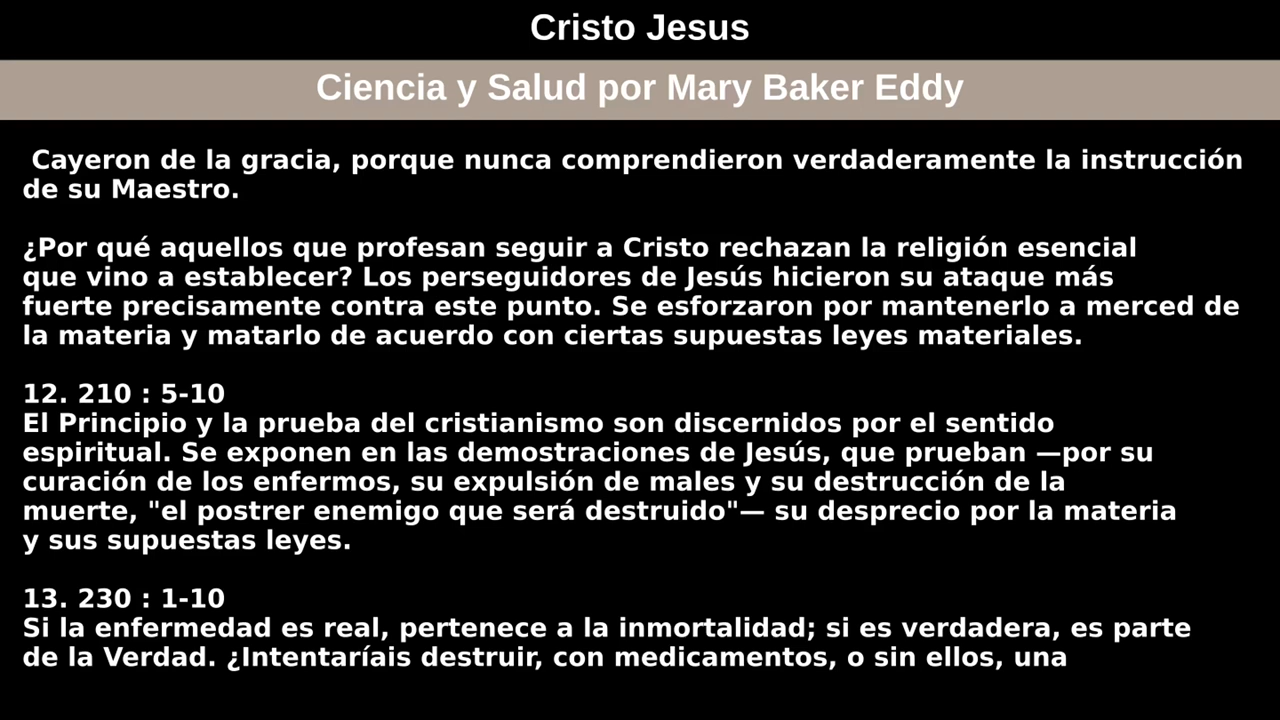 Cristo Jesus
Ciencia y Salud por Mary Baker Eddy
Cayeron de la gracia, porque nunca comprendieron verdaderamente la instrucción
de su Maestro.
¿Por qué aquellos que profesan seguir a Cristo rechazan la religión esencial
que vino a establecer? Los perseguidores de Jesús hicieron su ataque más
fuerte precisamente contra este punto. Se esforzaron por mantenerlo a merced de
la materia y matarlo de acuerdo con ciertas supuestas leyes materiales.
12. 210 : 5-10
El Principio y la prueba del cristianismo son discernidos por el sentido
espiritual. Se exponen en las demostraciones de Jesús, que prueban —por su
curación de los enfermos, su expulsión de males y su destrucción de la
muerte, "el postrer enemigo que será destruido"— su desprecio por la materia
y sus supuestas leyes.
13. 230 : 1-10
Si la enfermedad es real, pertenece a la inmortalidad; si es verdadera, es parte
de la Verdad. ¿Intentaríais destruir, con medicamentos, o sin ellos, una